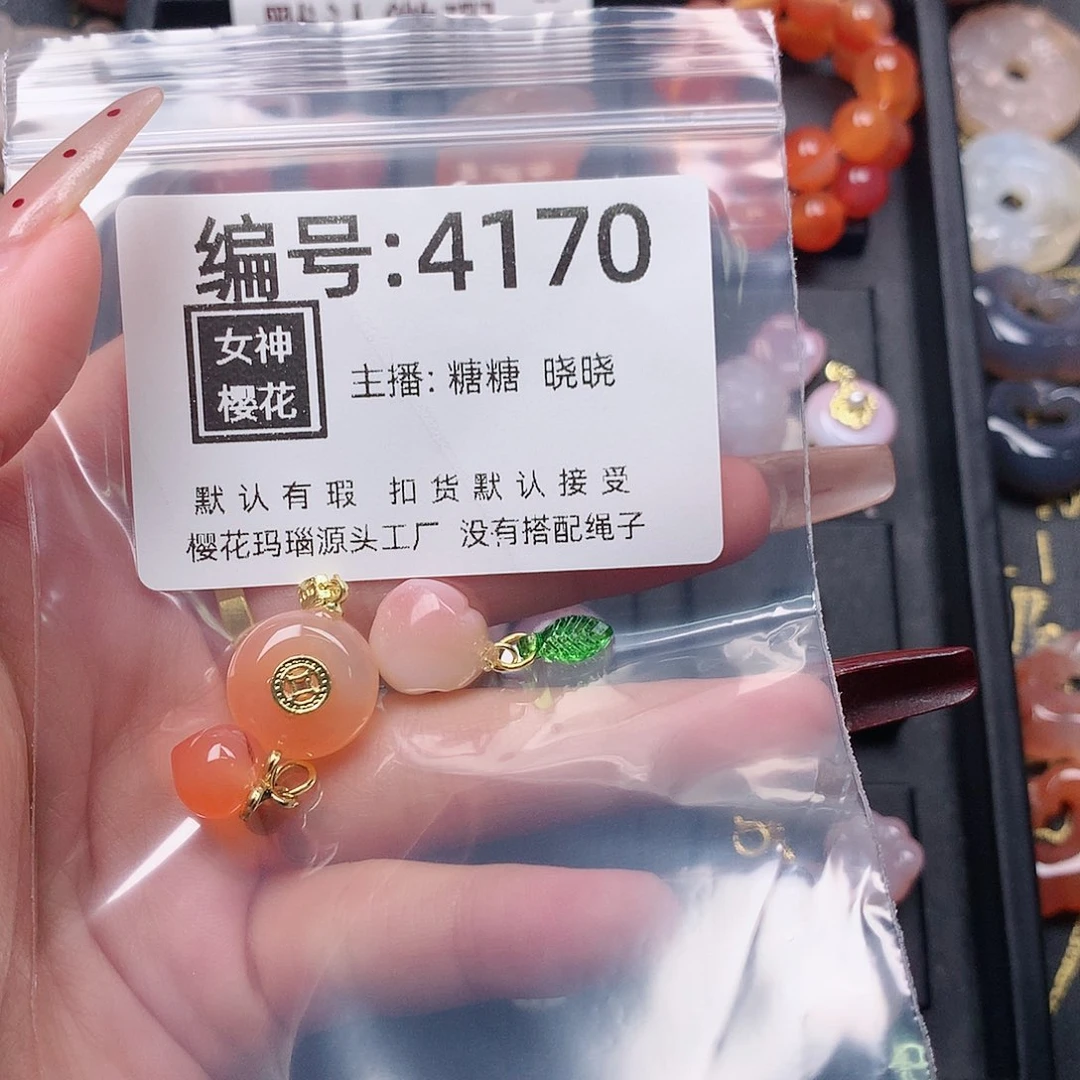 编号:4170
女神
樱花
主播: 糖糖 晓晓
默认有瑕 扣货默认接受
樱花玛瑙源头工厂 没有搭配绳子